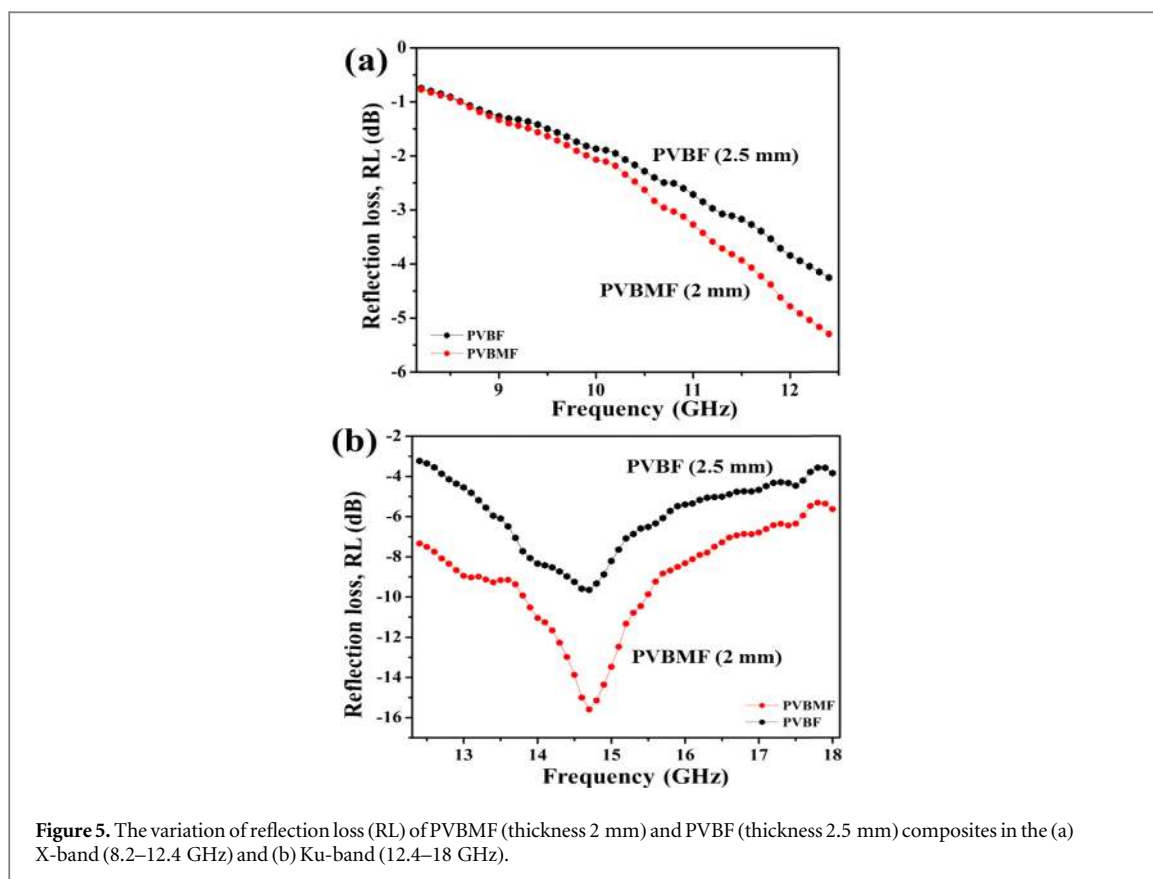 (a)
0
-1
-2
-3
-4
-5
-6
Reflection loss, RL (dB)
PVBF (2.5 mm)
PVBMF (2 mm)
PVBF
PVBMF
9 10 11 12
Frequency (GHz)
(b)
-2
-4
-6
-8
-10
-12
-14
-16
Reflection loss, RL (dB)
PVBF (2.5 mm)
PVBMF (2 mm)
PVBMF
PVBF
13 14 15 16 17 18
Frequency (GHz)
Figure 5. The variation of reflection loss (RL) of PVBMF (thickness 2 mm) and PVBF (thickness 2.5 mm) composites in the (a)
X-band (8.2–12.4 GHz) and (b) Ku-band (12.4–18 GHz).